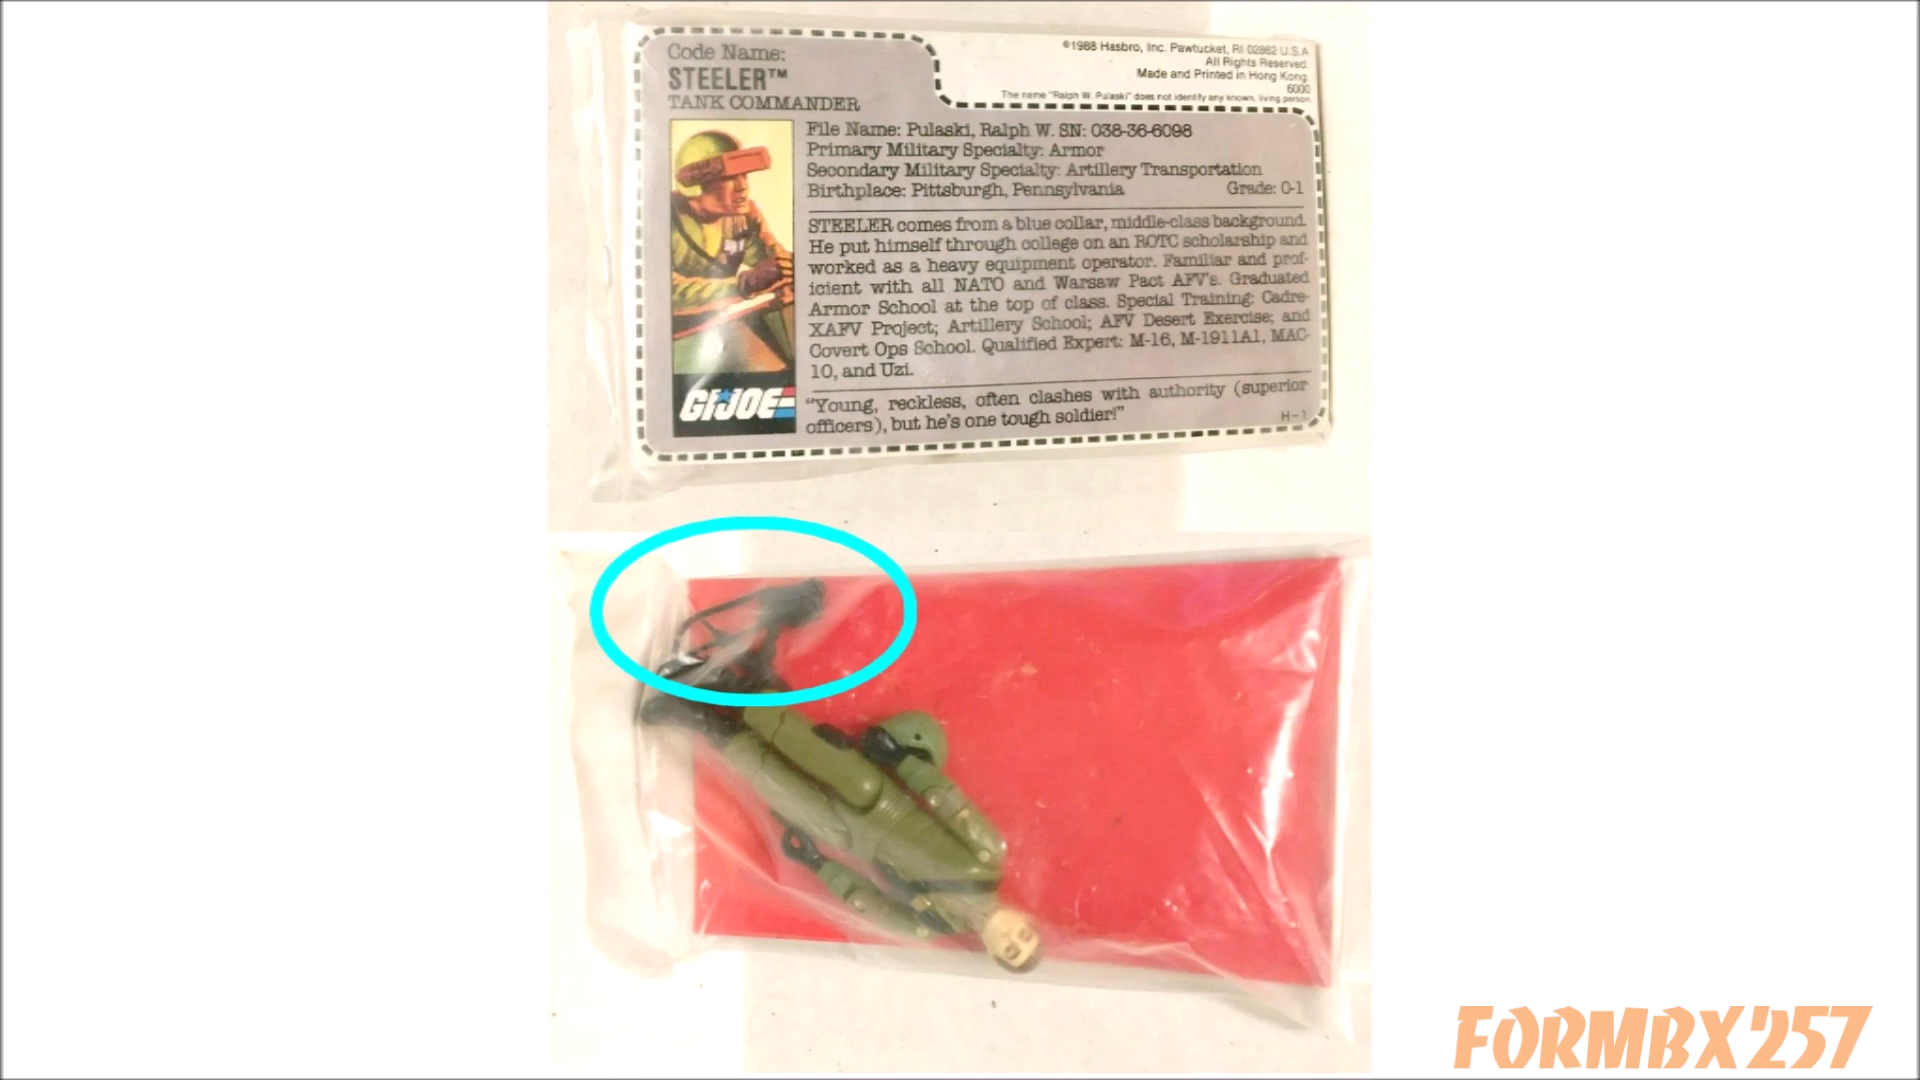 Code Name:
STEELER™
TANK COMMANDER
©1988 Hasbro, Inc. Pawtucket, RI 02862 U.S.A
All Rights Reserved.
Made and Printed in Hong Kong.
6000
The name "Ralph W. Pulaski" does not identify any known, living person.
File Name: Pulaski, Ralph W. SN: 038-36-6098
Primary Military Specialty: Armor
Secondary Military Specialty: Artillery Transportation
Birthplace: Pittsburgh, Pennsylvania Grade: O-1
STEELER comes from a blue collar, middle-class background.
He put himself through college on an ROTC scholarship and
worked as a heavy equipment operator. Familiar and prof-
icient with all NATO and Warsaw Pact AFV's. Graduated
Armor School at the top of class. Special Training: Cadre-
XAFV Project; Artillery School; AFV Desert Exercise; and
Covert Ops School. Qualified Expert: M-16, M-1911A1, MAC-
10, and Uzi.
GI JOE
"Young, reckless, often clashes with authority (superior
officers), but he's one tough soldier!"
H-1
FORMBX257